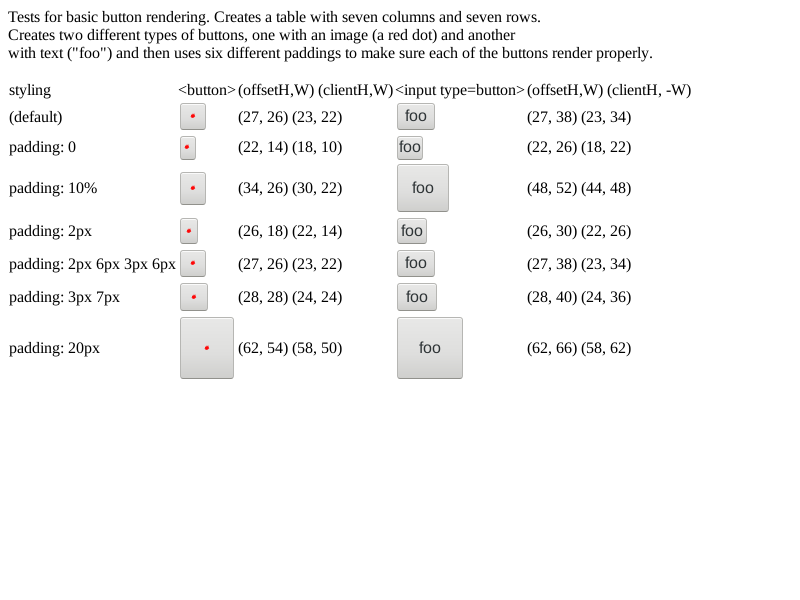 Tests for basic button rendering. Creates a table with seven columns and seven rows.
Creates two different types of buttons, one with an image (a red dot) and another
with text ("foo") and then uses six different paddings to make sure each of the buttons render properly.
styling <button> (offsetH,W) (clientH,W) <input type=button> (offsetH,W) (clientH, -W)
(default) (27, 26) (23, 22) foo (27, 38) (23, 34)
padding: 0 (22, 14) (18, 10) foo (22, 26) (18, 22)
padding: 10% (34, 26) (30, 22) foo (48, 52) (44, 48)
padding: 2px (26, 18) (22, 14) foo (26, 30) (22, 26)
padding: 2px 6px 3px 6px (27, 26) (23, 22) foo (27, 38) (23, 34)
padding: 3px 7px (28, 28) (24, 24) foo (28, 40) (24, 36)
padding: 20px (62, 54) (58, 50) foo (62, 66) (58, 62)